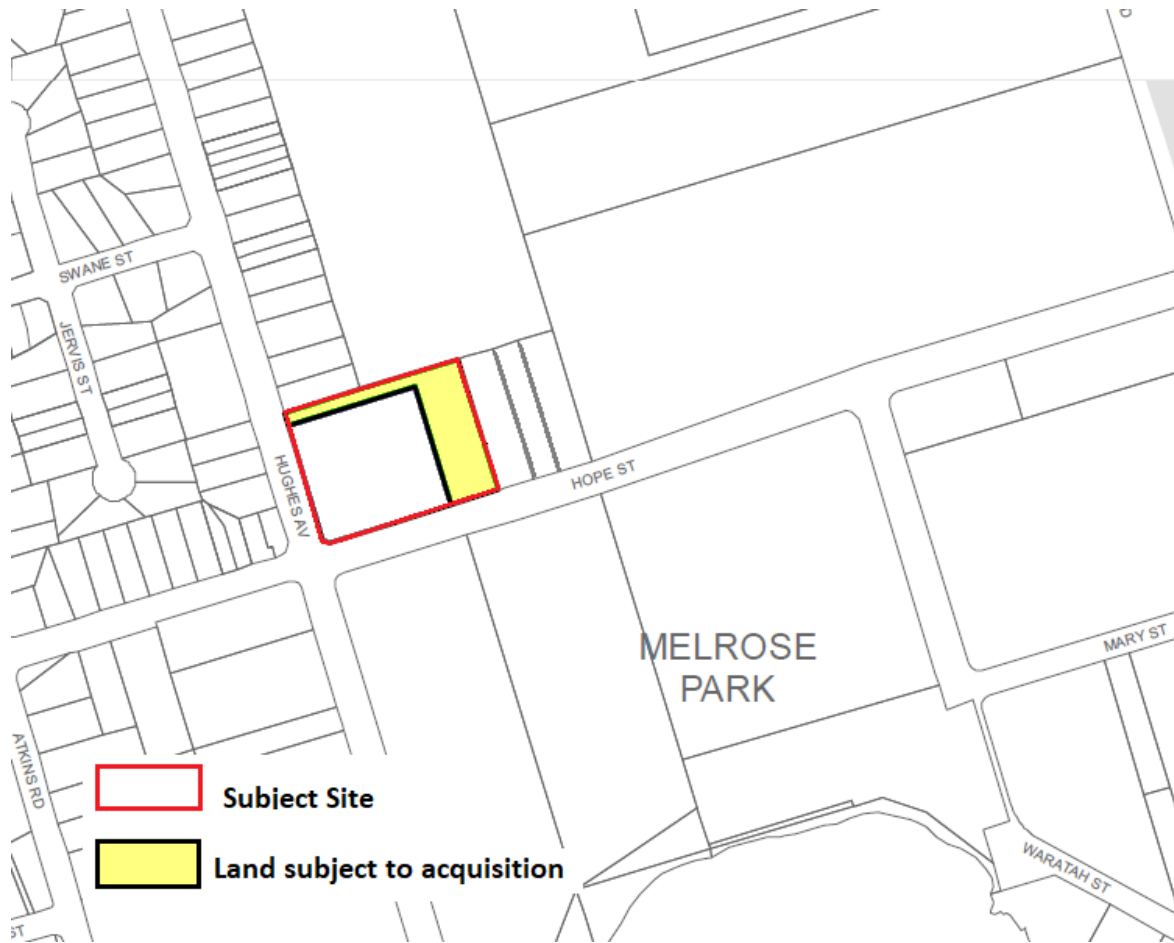 D
SWANE ST
JERVIS ST
HUGHES AV
HOPE ST
MELROSE
PARK
MARY ST
ATKINS RD
Subject Site
Land subject to acquisition
WARATAH ST
ST